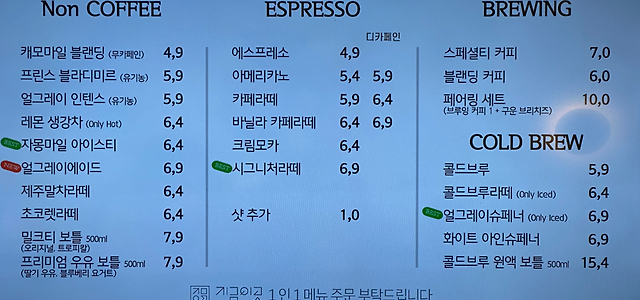 Non COFFEE
캐모마일 블랜딩 (무카페인) 4,9
프린스 블라디미르 (유기농) 5,9
얼그레이 인텐스 (유기농) 5,9
레몬 생강차 (Only Hot) 6,4
BEST 자몽마일 아이스티 6,4
NEW 얼그레이에이드 6,9
제주말차라떼 6,4
초코렛라떼 6,4
밀크티 보틀 500ml 7,9
(오리지널, 트로피칼)
프리미엄 우유 보틀 500ml 7,9
(딸기 우유, 블루베리 요거트)
ESPRESSO
디카페인
에스프레소 4,9
아메리카노 5,4 5,9
카페라떼 5,9 6,4
바닐라 카페라떼 6,4 6,9
크림모카 6,4
BEST 시그니처라떼 6,9
샷 추가 1,0
BREWING
스페셜티 커피 7,0
블랜딩 커피 6,0
페어링 세트 10,0
(브루잉 커피 1 + 구운 브리치즈)
COLD BREW
콜드브루 5,9
콜드브루라떼 (Only Iced) 6,4
BEST 얼그레이슈페너 (Only Iced) 6,9
화이트 아인슈페너 6,9
콜드브루 원액 보틀 500ml 15,4
1인 1메뉴 주문 부탁드립니다